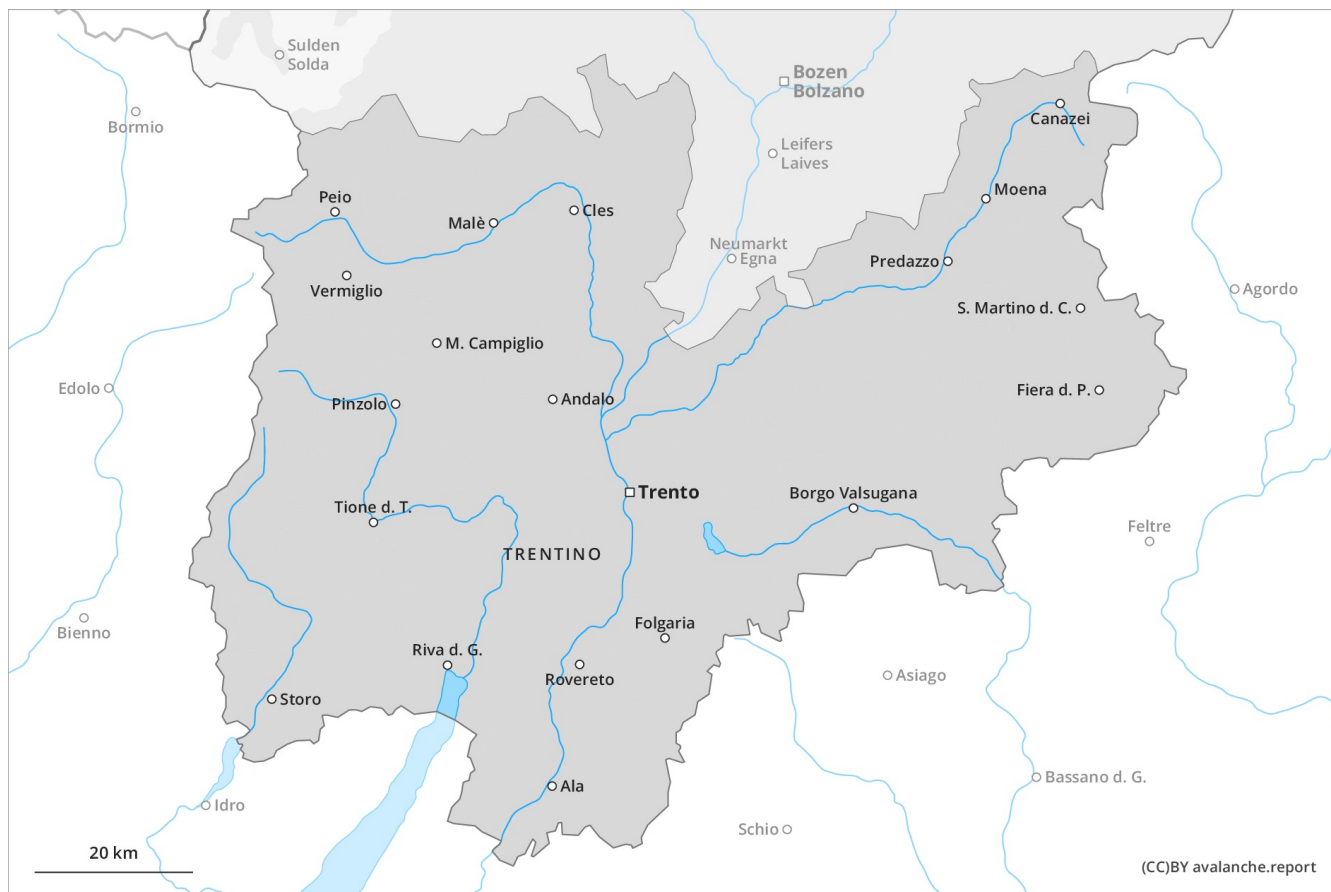 Sulden
Solda
Bozen
Bolzano
Bormio
Canazei
Leifers
Laives
Peio
Malè
Cles
Moena
Neumarkt
Egna
Predazzo
Vermiglio
Agordo
S. Martino d. C.
M. Campiglio
Edolo
Pinzolo
Andalo
Fiera d. P.
Trento
Borgo Valsugana
Tione d. T.
Feltre
TRENTINO
Bienno
Folgaria
Riva d. G.
Rovereto
Asiago
Storo
Bassano d. G.
Ala
Idro
Schio
20 km
(CC)BY avalanche.report